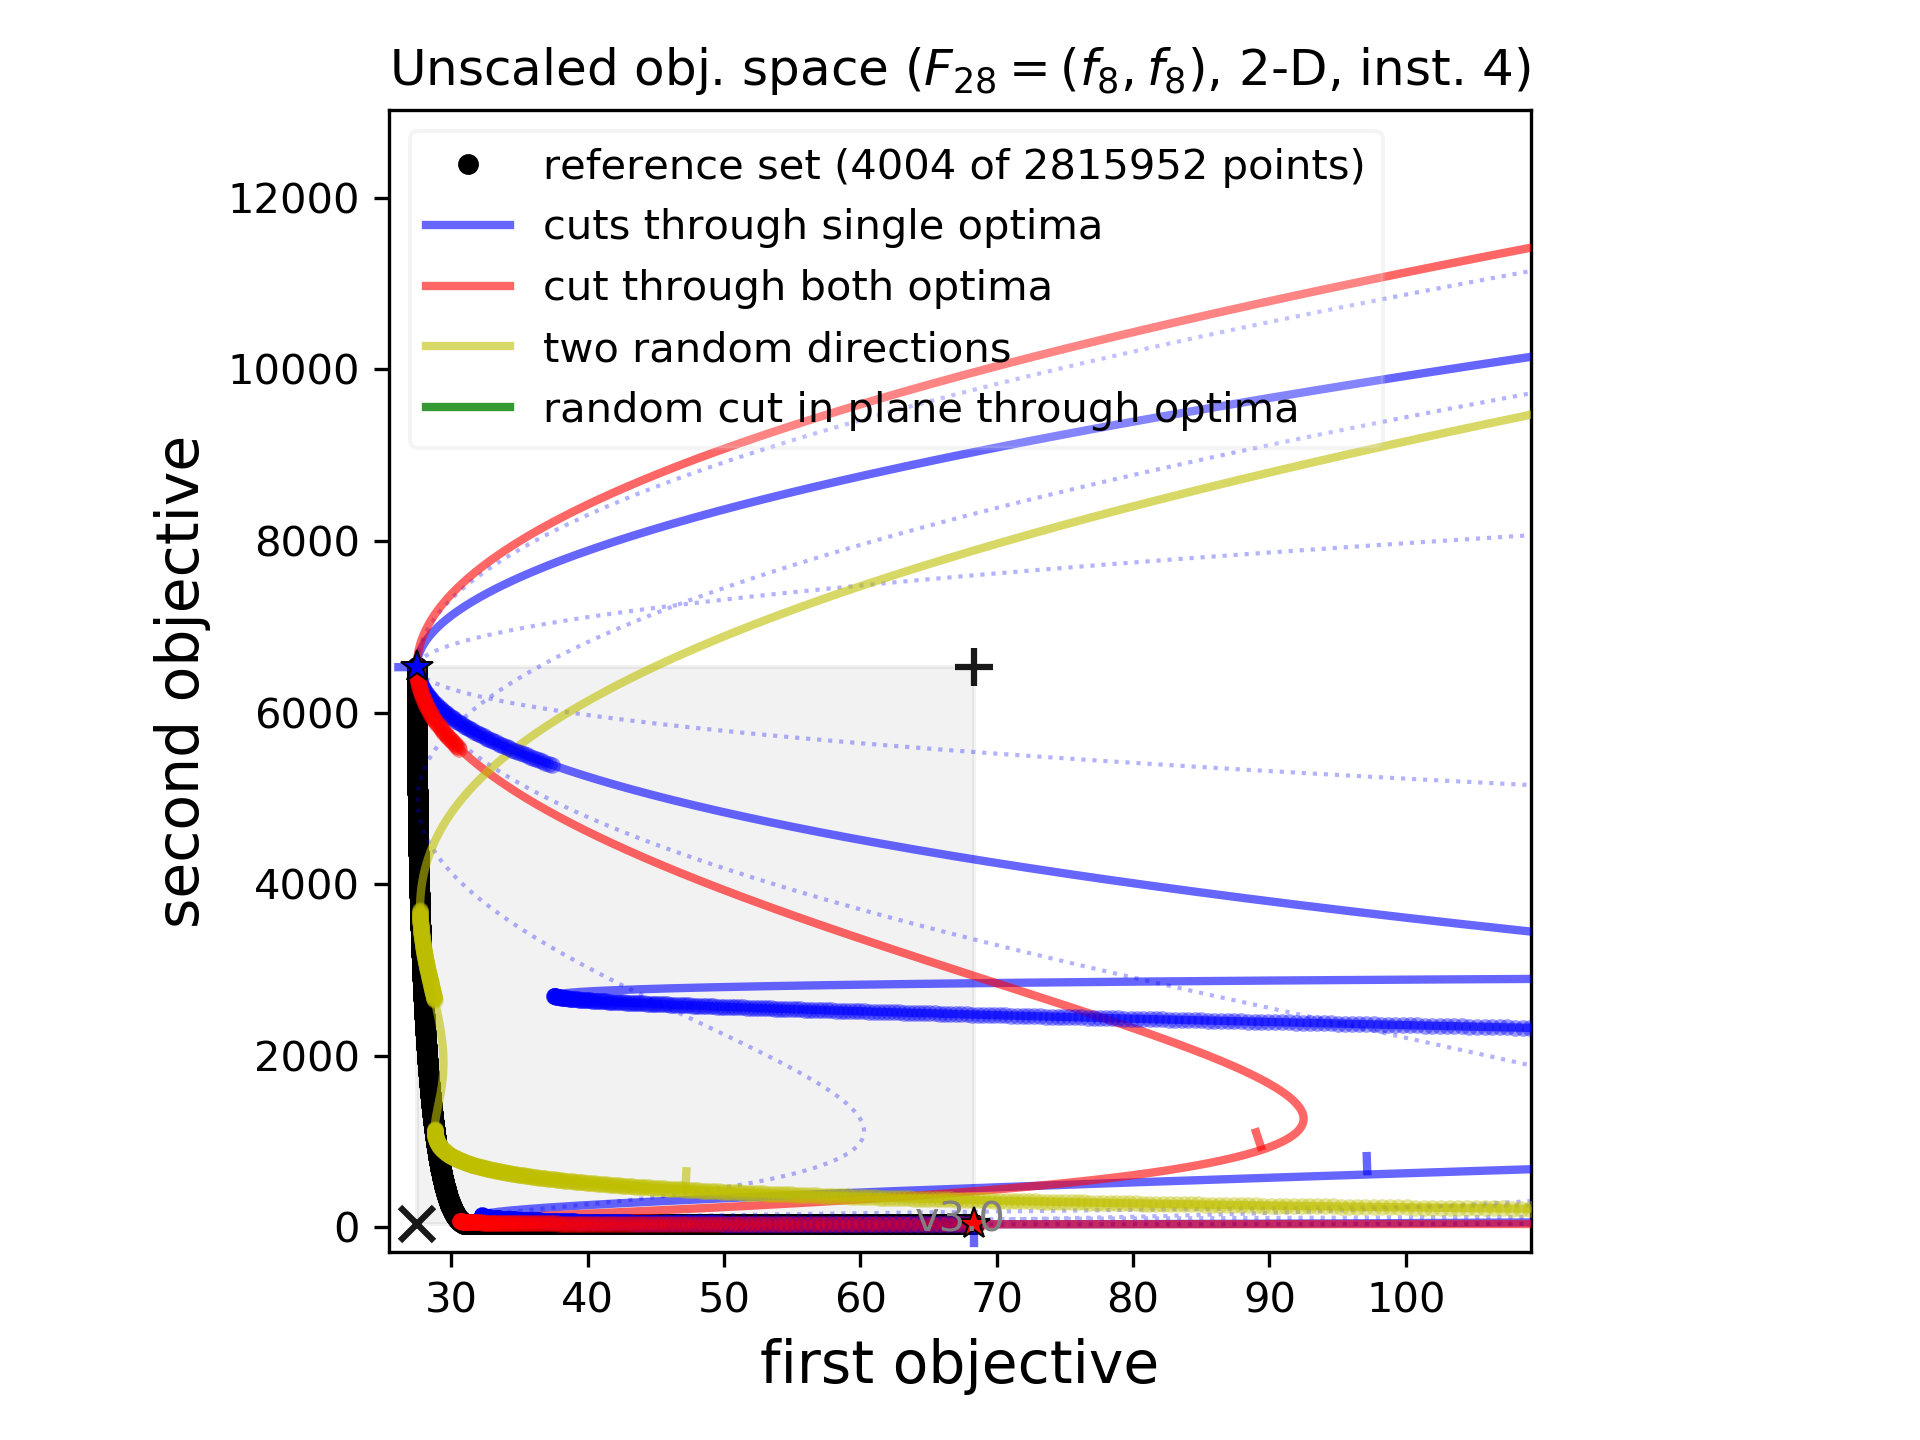 Unscaled obj. space (F₂₈ = (f₈, f₈), 2-D, inst. 4)
reference set (4004 of 2815952 points)
cuts through single optima
cut through both optima
two random directions
random cut in plane through optima
second objective
12000
10000
8000
6000
4000
2000
0
v3.0
30 40 50 60 70 80 90 100
first objective